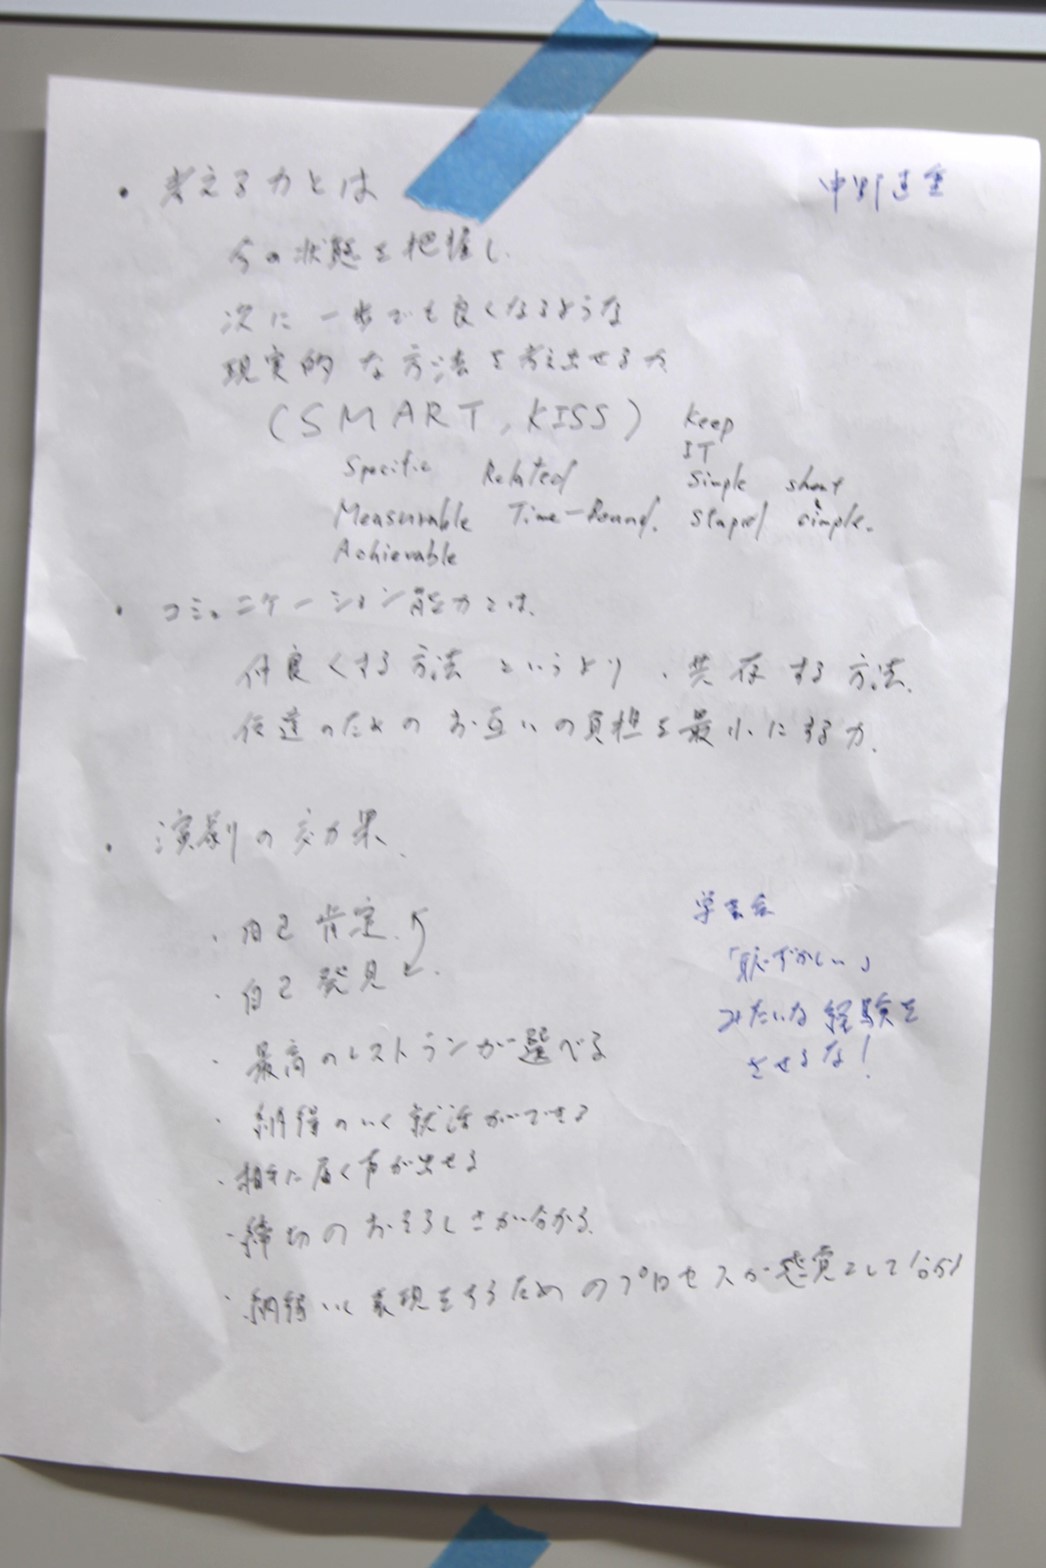 ・考える力とは
中野
今の状態を把握し、
次に一歩でも良くなるような
現実的な方法を考え出せる力
(SMART, KISS) Keep
IT
Specific Related Simple short
Measurable Time-Bound. Stupid simple.
Achievable
・コミュニケーション能力とは、
仲良くする方法というより、共存する方法、
伝達のためのお互いの負担を最小にする力、
・演劇の効果、
・自己肯定、
・自己発見
・最高のレストランが選べる
・納得のいく就活ができる
・相手に届く声が出せる
・締切のおそろしさが分かる、
・納得いく表現をするためのプロセスが感覚として
学芸会
「恥ずかしい」
みたいな経験を
させるな!